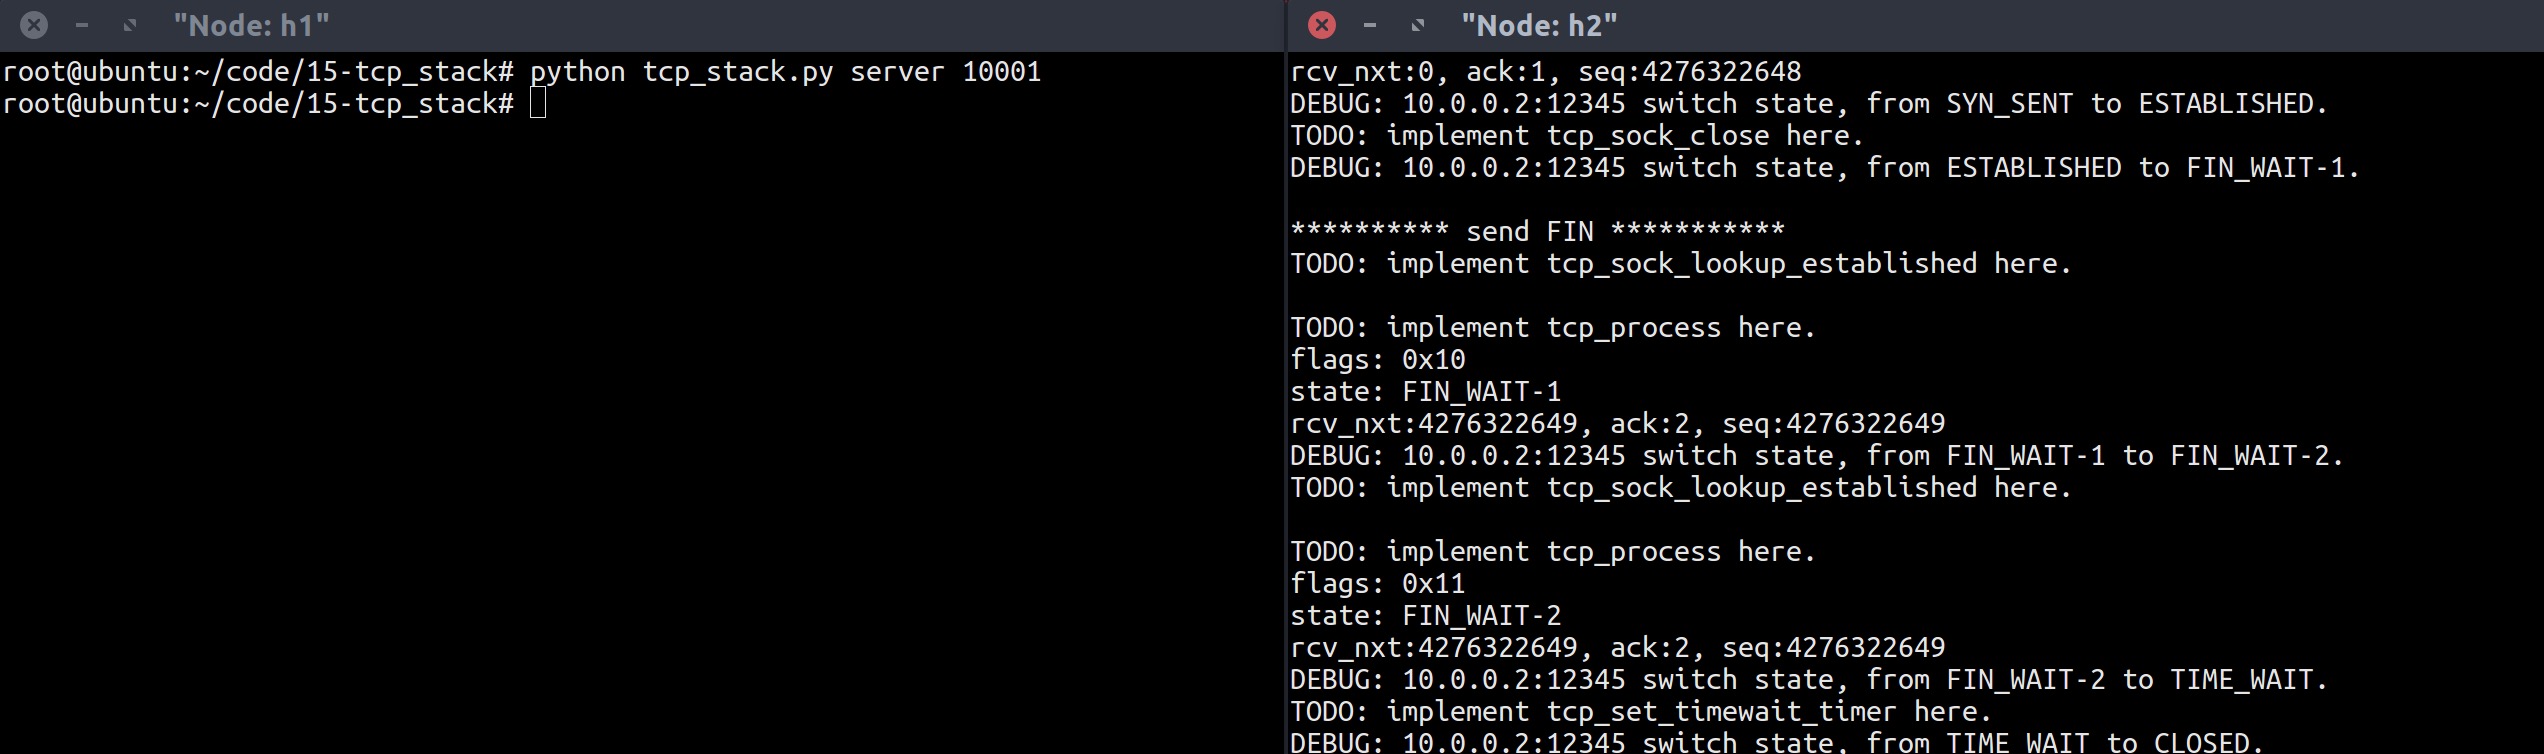 "Node: h1"
root@ubuntu:~/code/15-tcp_stack# python tcp_stack.py server 10001
root@ubuntu:~/code/15-tcp_stack#
"Node: h2"
rcv_nxt:0, ack:1, seq:4276322648
DEBUG: 10.0.0.2:12345 switch state, from SYN_SENT to ESTABLISHED.
TODO: implement tcp_sock_close here.
DEBUG: 10.0.0.2:12345 switch state, from ESTABLISHED to FIN_WAIT-1.
********** send FIN ***********
TODO: implement tcp_sock_lookup_established here.
TODO: implement tcp_process here.
flags: 0x10
state: FIN_WAIT-1
rcv_nxt:4276322649, ack:2, seq:4276322649
DEBUG: 10.0.0.2:12345 switch state, from FIN_WAIT-1 to FIN_WAIT-2.
TODO: implement tcp_sock_lookup_established here.
TODO: implement tcp_process here.
flags: 0x11
state: FIN_WAIT-2
rcv_nxt:4276322649, ack:2, seq:4276322649
DEBUG: 10.0.0.2:12345 switch state, from FIN_WAIT-2 to TIME_WAIT.
TODO: implement tcp_set_timewait_timer here.
DEBUG: 10.0.0.2:12345 switch state, from TIME_WAIT to CLOSED.